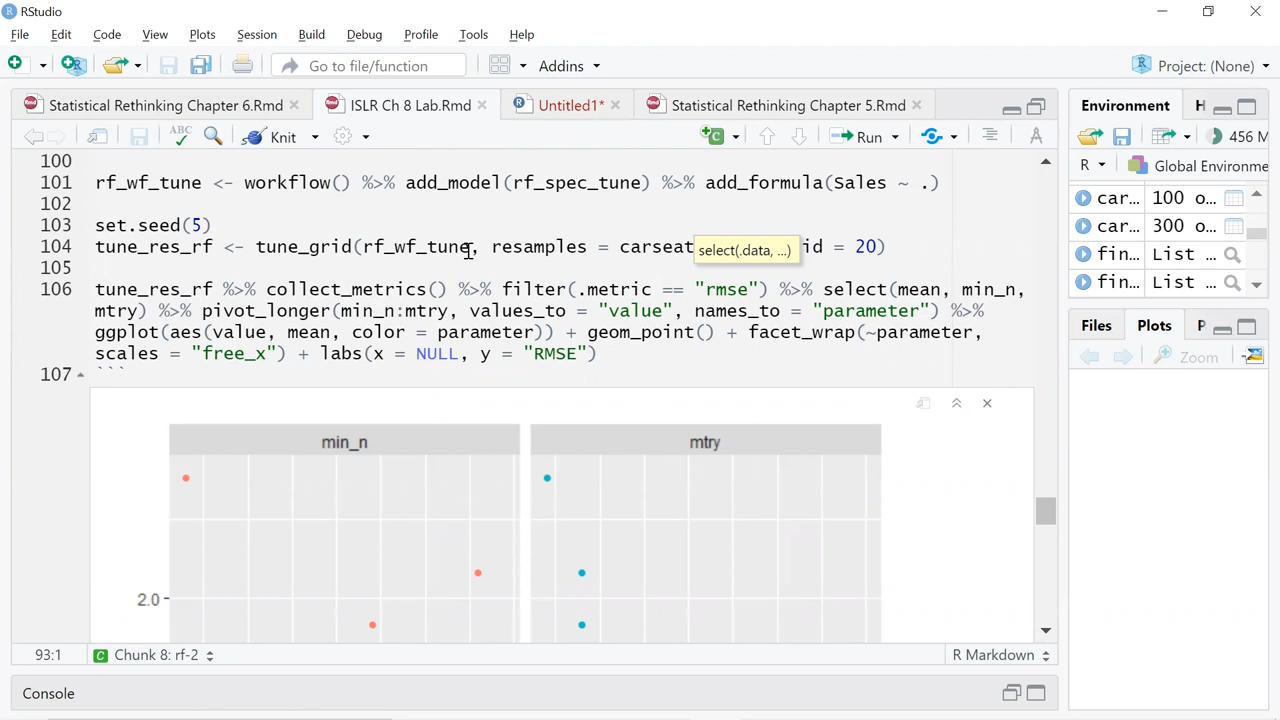 RStudio
File Edit Code View Plots Session Build Debug Profile Tools Help
Go to file/function Addins Project: (None)
Statistical Rethinking Chapter 6.Rmd ISLR Ch 8 Lab.Rmd Untitled1* Statistical Rethinking Chapter 5.Rmd Environment H
ABC Knit Run 456 M
R Global Environme
100
101 rf_wf_tune <- workflow() %>% add_model(rf_spec_tune) %>% add_formula(Sales ~ .)
102
103 set.seed(5)
104 tune_res_rf <- tune_grid(rf_wf_tune, resamples = carseat id = 20)
select(.data, ...)
105
106 tune_res_rf %>% collect_metrics() %>% filter(.metric == "rmse") %>% select(mean, min_n,
mtry) %>% pivot_longer(min_n:mtry, values_to = "value", names_to = "parameter") %>%
ggplot(aes(value, mean, color = parameter)) + geom_point() + facet_wrap(~parameter,
scales = "free_x") + labs(x = NULL, y = "RMSE")
107 ```
car... 100 o...
car... 300 o...
fin... List ...
fin... List ...
Files Plots P
Zoom
min_n mtry
2.0
93:1 Chunk 8: rf-2 R Markdown
Console